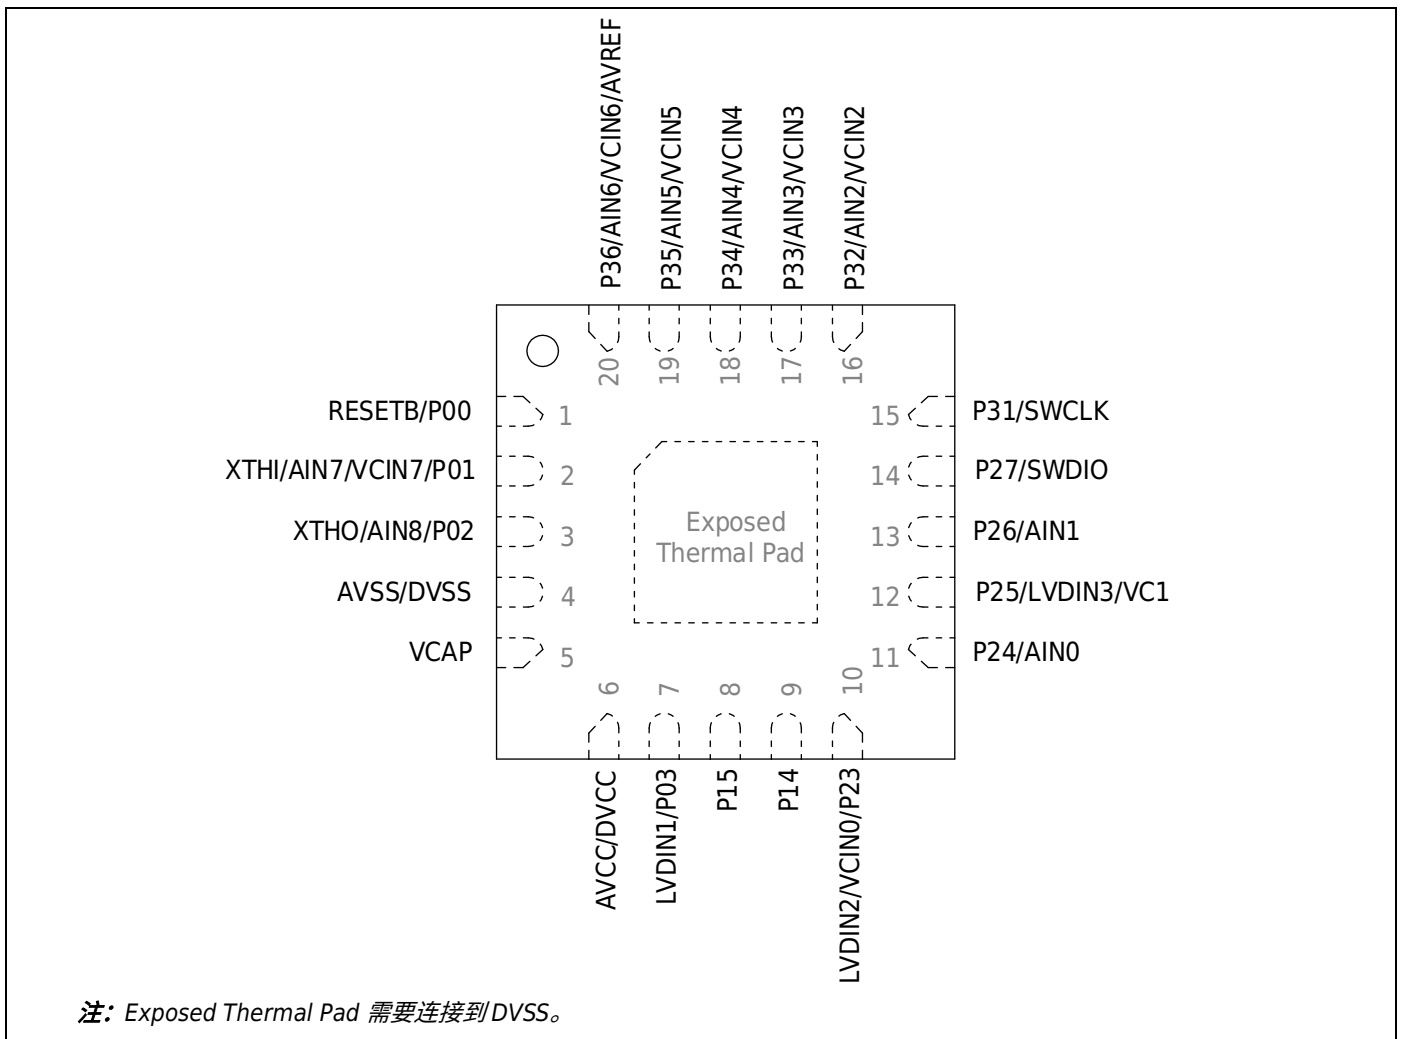 P36/AIN6/VCIN6/AVREF
P35/AIN5/VCIN5
P34/AIN4/VCIN4
P33/AIN3/VCIN3
P32/AIN2/VCIN2
20
19
18
17
16
RESETB/P00
1
15
P31/SWCLK
XTHI/AIN7/VCIN7/P01
2
14
P27/SWDIO
XTHO/AIN8/P02
3
13
P26/AIN1
AVSS/DVSS
4
12
P25/LVDIN3/VC1
VCAP
5
11
P24/AIN0
Exposed
Thermal Pad
6
7
8
9
10
AVCC/DVCC
LVDIN1/P03
P15
P14
LVDIN2/VCIN0/P23
注：Exposed Thermal Pad 需要连接到 DVSS。